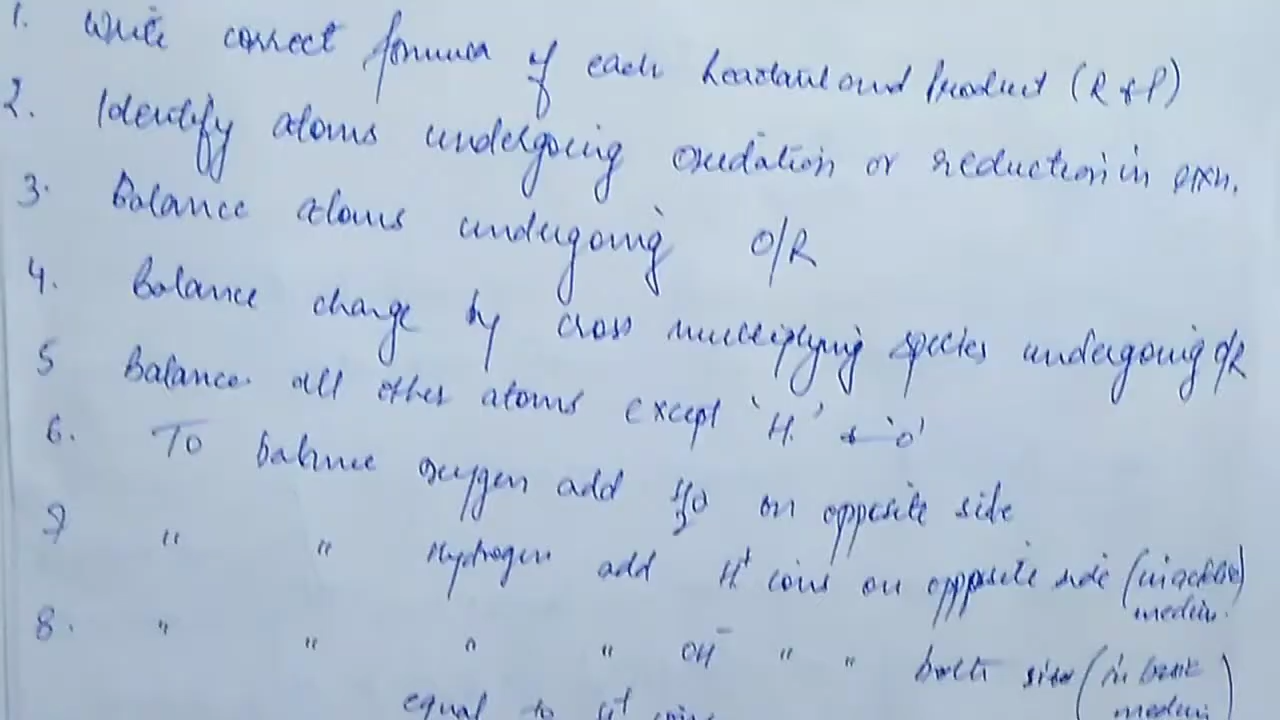 1. Write correct formula of each Reactant and Product (R & P)
2. Identify atoms undergoing oxidation or reduction in rxn.
3. Balance atoms undergoing O/R
4. Balance charge by cross multiplying species undergoing O/R
5 Balance all other atoms except 'H' & 'O'
6. To balance oxygen add H₂O on opposite side
7 " " Hydrogen add H⁺ ions on opposite side (in acidic medium.)
8. " " " " OH⁻ " " both sides (in basic medium)
equal to H⁺ ions